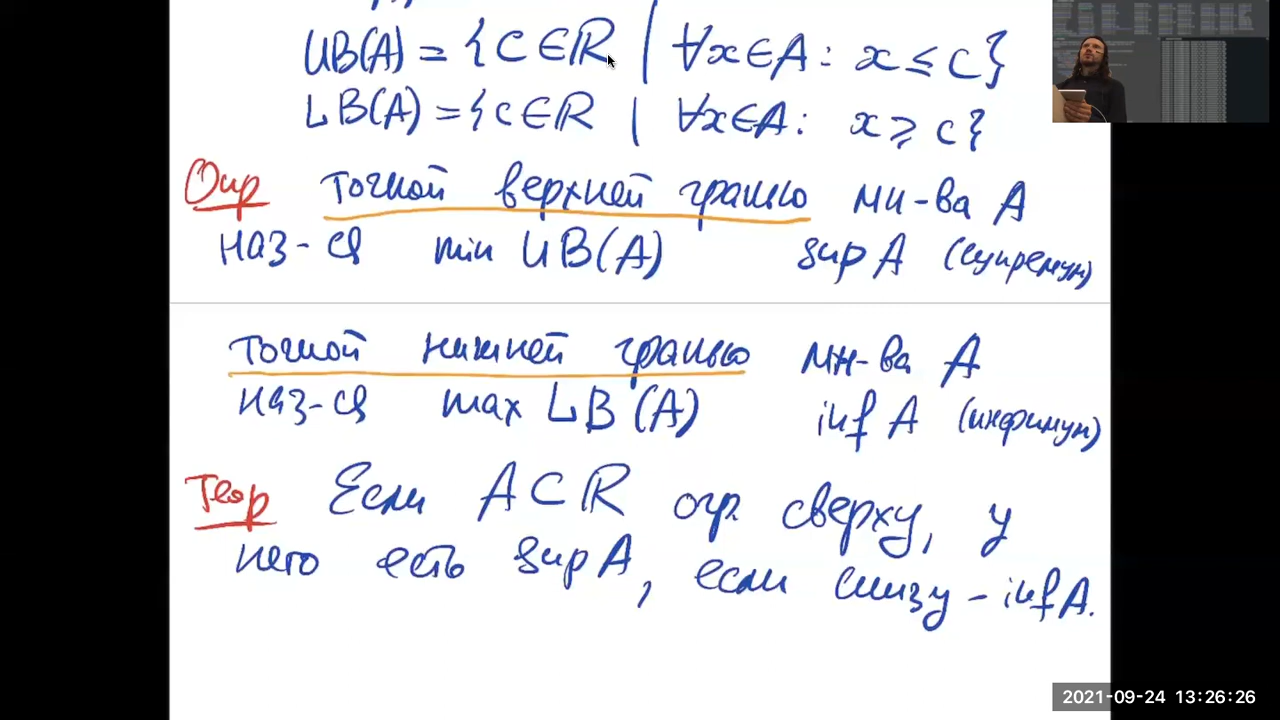 UB(A) = {c∈ℝ | ∀x∈A: x ≤ c}
LB(A) = {c∈ℝ | ∀x∈A: x ≥ c}
Опр точной верхней гранью мн-ва A
наз-ся min UB(A) sup A (супремум)
точной нижней гранью мн-ва A
наз-ся max LB(A) inf A (инфимум)
Теор Если A⊂ℝ огр. сверху, у
него есть sup A, если снизу - inf A.
2021-09-24 13:26:26